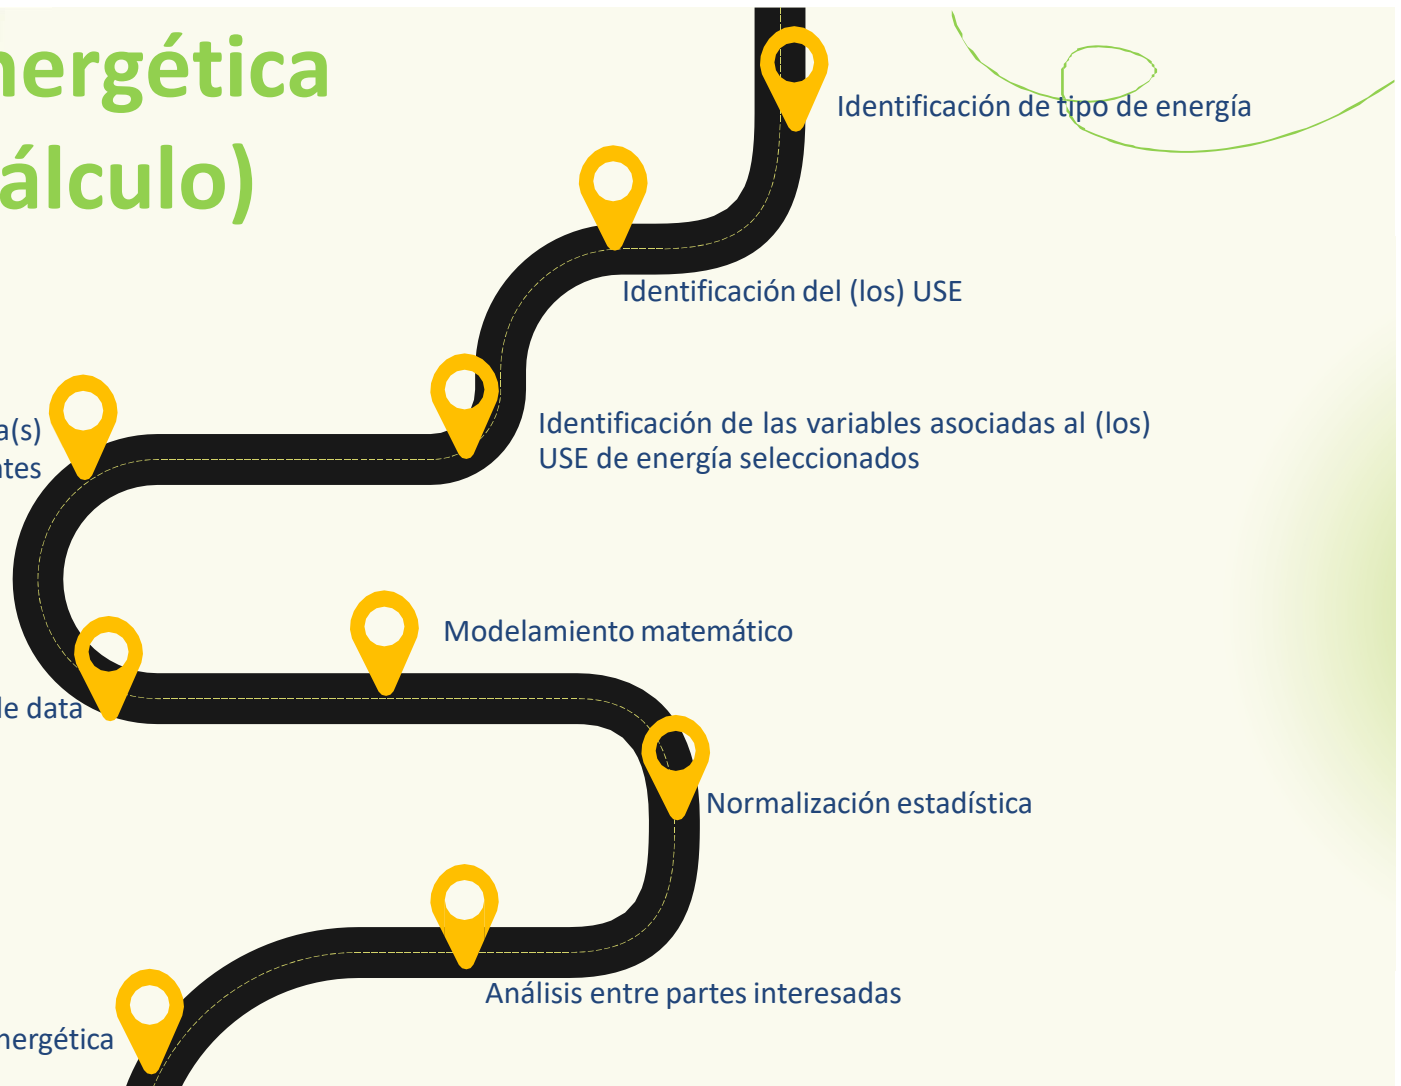 nergética
álculo)
Identificación de tipo de energía
Identificación del (los) USE
a(s)
ntes
Identificación de las variables asociadas al (los)
USE de energía seleccionados
Modelamiento matemático
de data
Normalización estadística
Análisis entre partes interesadas
nergética